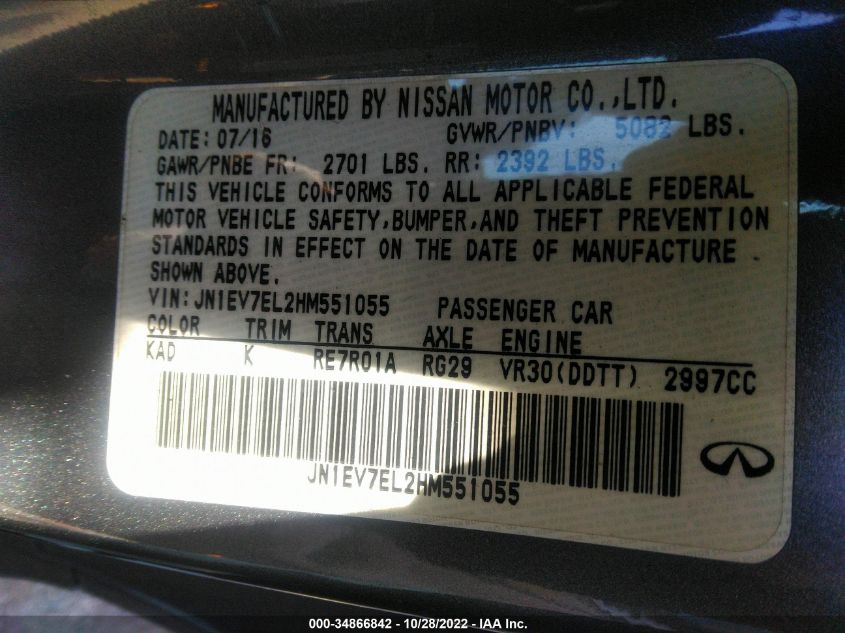 MANUFACTURED BY NISSAN MOTOR CO.,LTD.
DATE: 07/16 GVWR/PNBV: 5082 LBS.
GAWR/PNBE FR: 2701 LBS. RR: 2392 LBS.
THIS VEHICLE CONFORMS TO ALL APPLICABLE FEDERAL
MOTOR VEHICLE SAFETY,BUMPER,AND THEFT PREVENTION
STANDARDS IN EFFECT ON THE DATE OF MANUFACTURE
SHOWN ABOVE.
VIN:JN1EV7EL2HM551055 PASSENGER CAR
COLOR TRIM TRANS AXLE ENGINE
KAD K RE7R01A RG29 VR30(DDTT) 2997CC
JN1EV7EL2HM551055
000-34866842 - 10/28/2022 - IAA Inc.